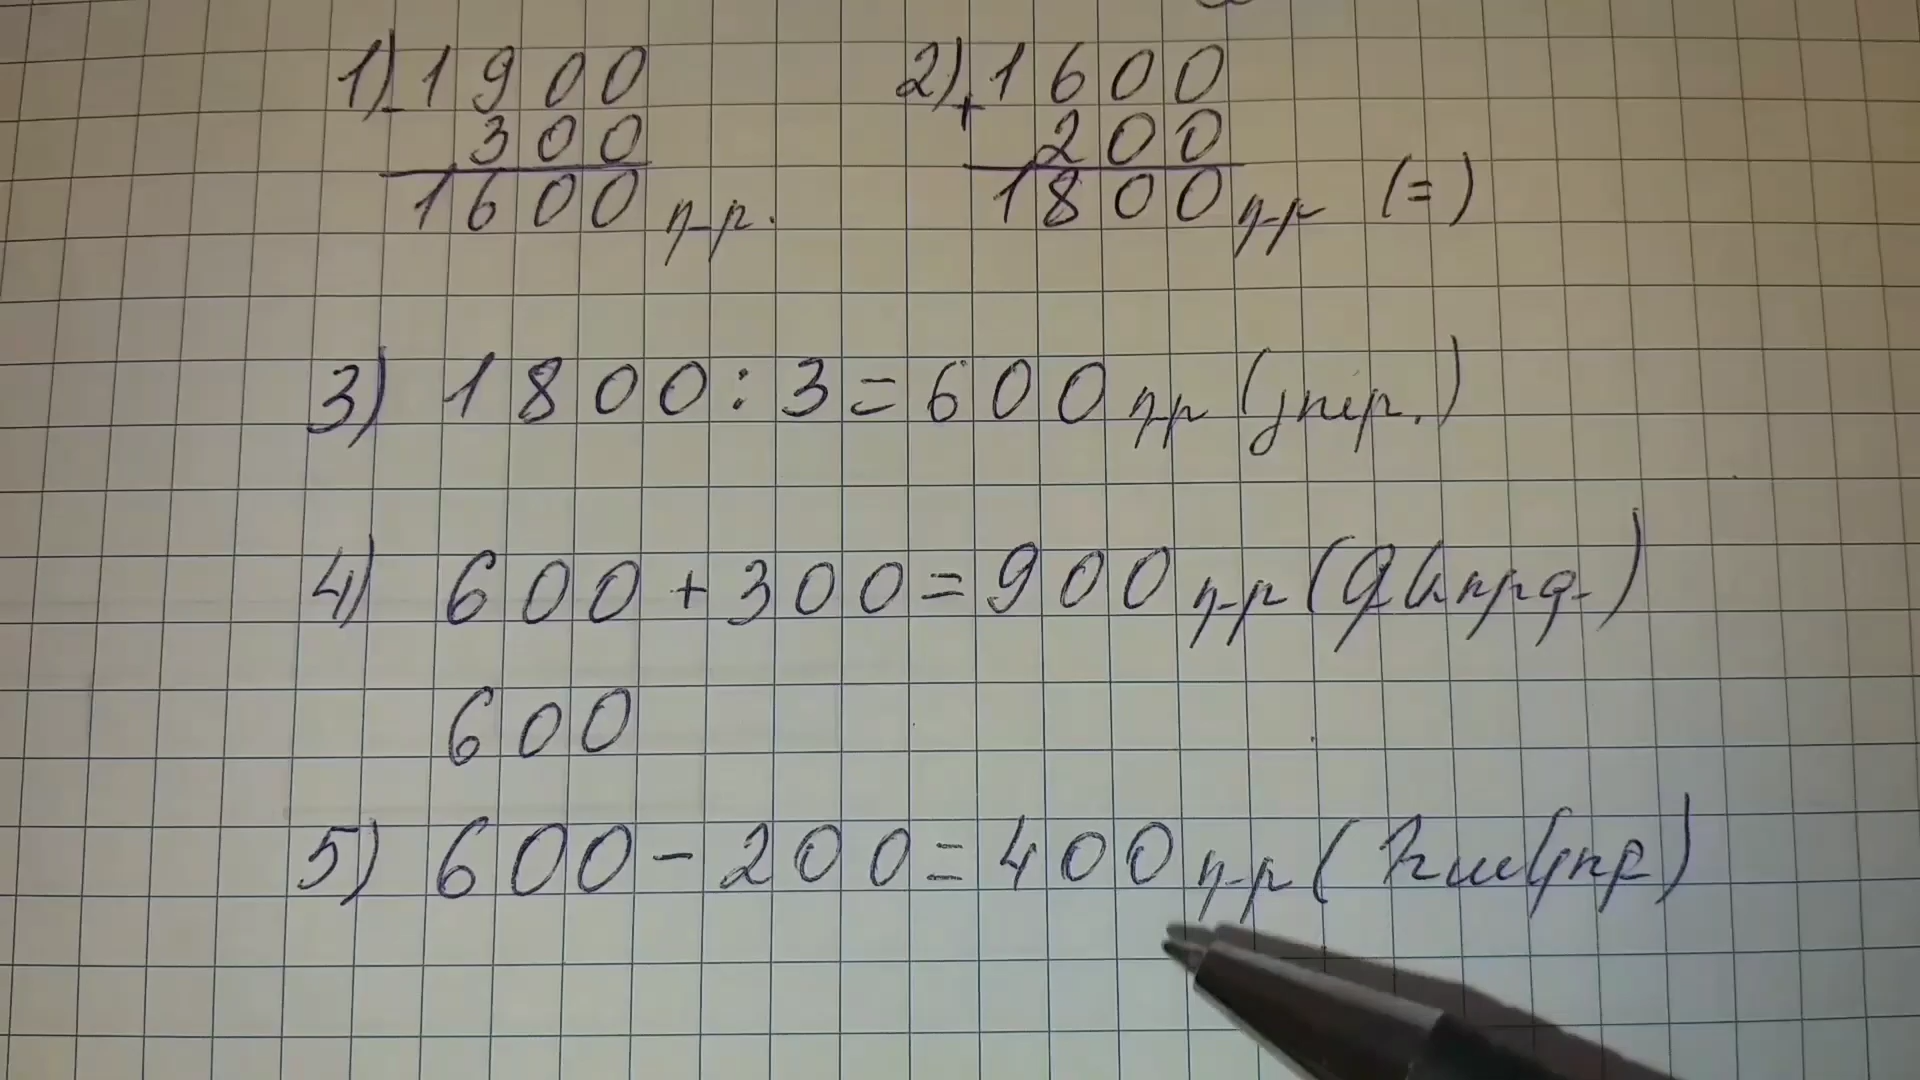 1) - 1900 2) + 1600
300 200
1600 դ-ր. 1800 դ-ր (=)
3) 1800 : 3 = 600 դ-ր (
4) 600 + 300 = 900 դ-ր (
600
5) 600 - 200 = 400 դ-ր (